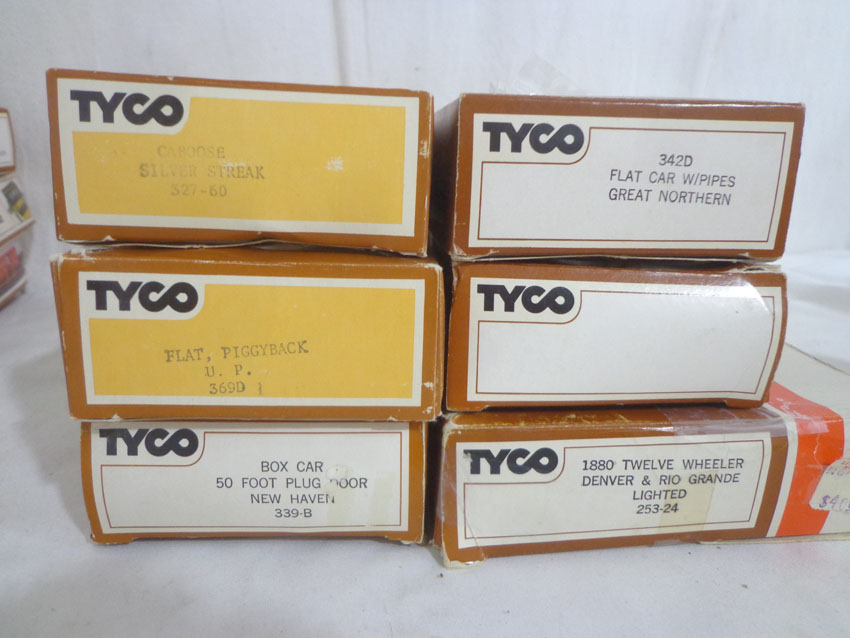 TYCO
CABOOSE
SILVER STREAK
327-60
TYCO
342D
FLAT CAR W/PIPES
GREAT NORTHERN
TYCO
FLAT, PIGGYBACK
U. P.
369D 1
TYCO
TYCO
BOX CAR
50 FOOT PLUG DOOR
NEW HAVEN
339-B
TYCO
1880 TWELVE WHEELER
DENVER & RIO GRANDE
LIGHTED
253-24